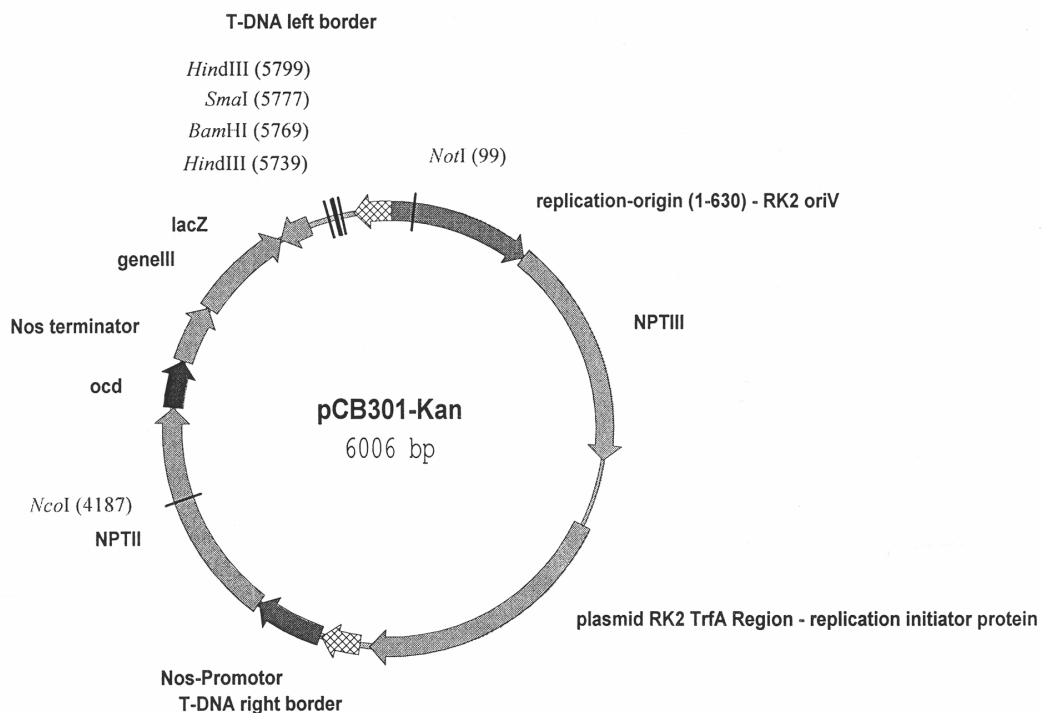 T-DNA left border
HindIII (5799)
SmaI (5777)
BamHI (5769)
HindIII (5739)
NotI (99)
replication-origin (1-630) - RK2 oriV
lacZ
geneIII
NPTIII
Nos terminator
ocd
pCB301-Kan
6006 bp
NcoI (4187)
NPTII
plasmid RK2 TrfA Region - replication initiator protein
Nos-Promotor
T-DNA right border